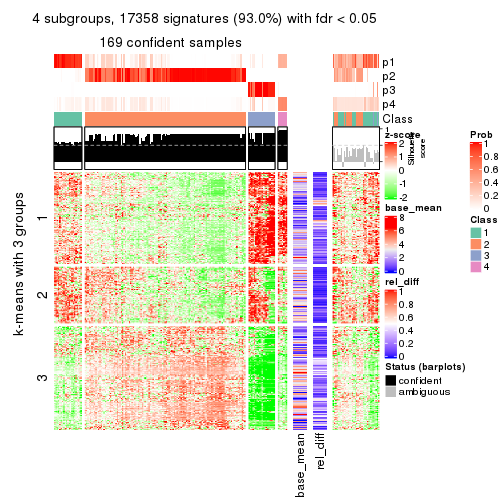 4 subgroups, 17358 signatures (93.0%) with fdr < 0.05
169 confident samples
p1
p2
p3
p4
Class
1
Silhouette
score
z-score
2
1
0
-1
-2
Prob
1
0.8
0.6
0.4
0.2
0
base_mean
8
6
4
2
0
Class
1
2
3
4
rel_diff
1
0.8
0.6
0.4
0.2
0
Status (barplots)
confident
ambiguous
k-means with 3 groups
1
2
3
base_mean
rel_diff